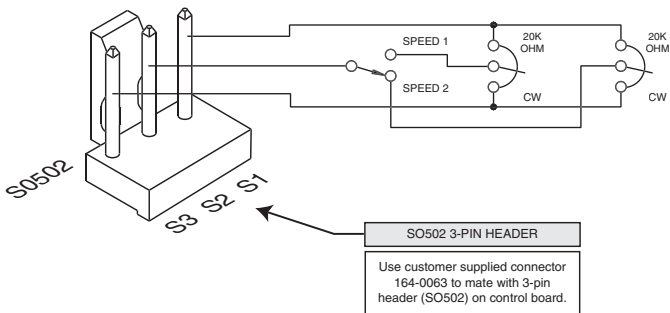 SPEED 1
20K
OHM
20K
OHM
SPEED 2
CW
CW
S0502
S3 S2 S1
SO502 3-PIN HEADER
Use customer supplied connector
164-0063 to mate with 3-pin
header (SO502) on control board.